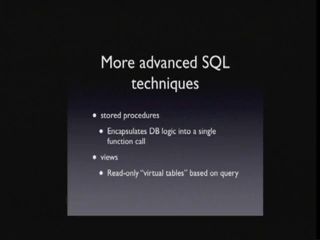 More advanced SQL
techniques
• stored procedures
• Encapsulates DB logic into a single
function call
• views
• Read-only “virtual tables” based on query